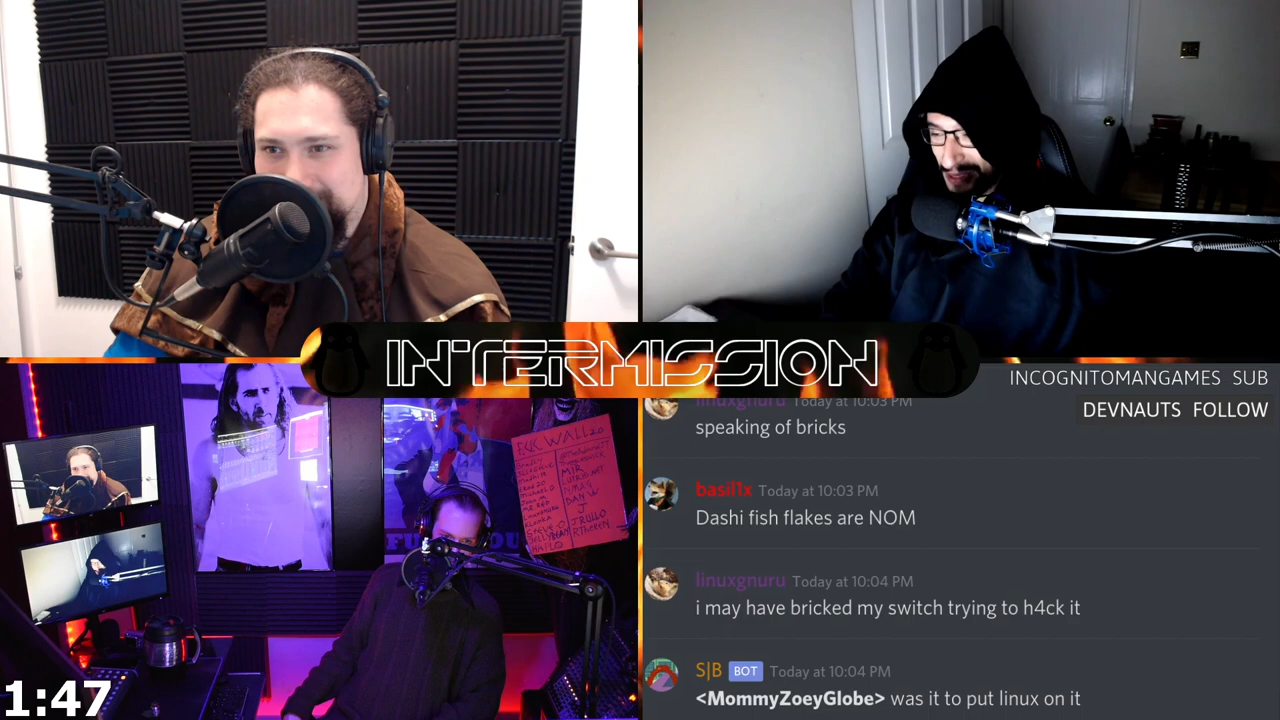 INTERMISSION
INCOGNITOMANGAMES SUB
DEVNAUTS FOLLOW
linuxgnuru Today at 10:03 PM
speaking of bricks
basil1x Today at 10:03 PM
Dashi fish flakes are NOM
linuxgnuru Today at 10:04 PM
i may have bricked my switch trying to h4ck it
S|B BOT Today at 10:04 PM
<MommyZoeyGlobe> was it to put linux on it
WALL
DAN W
1:47